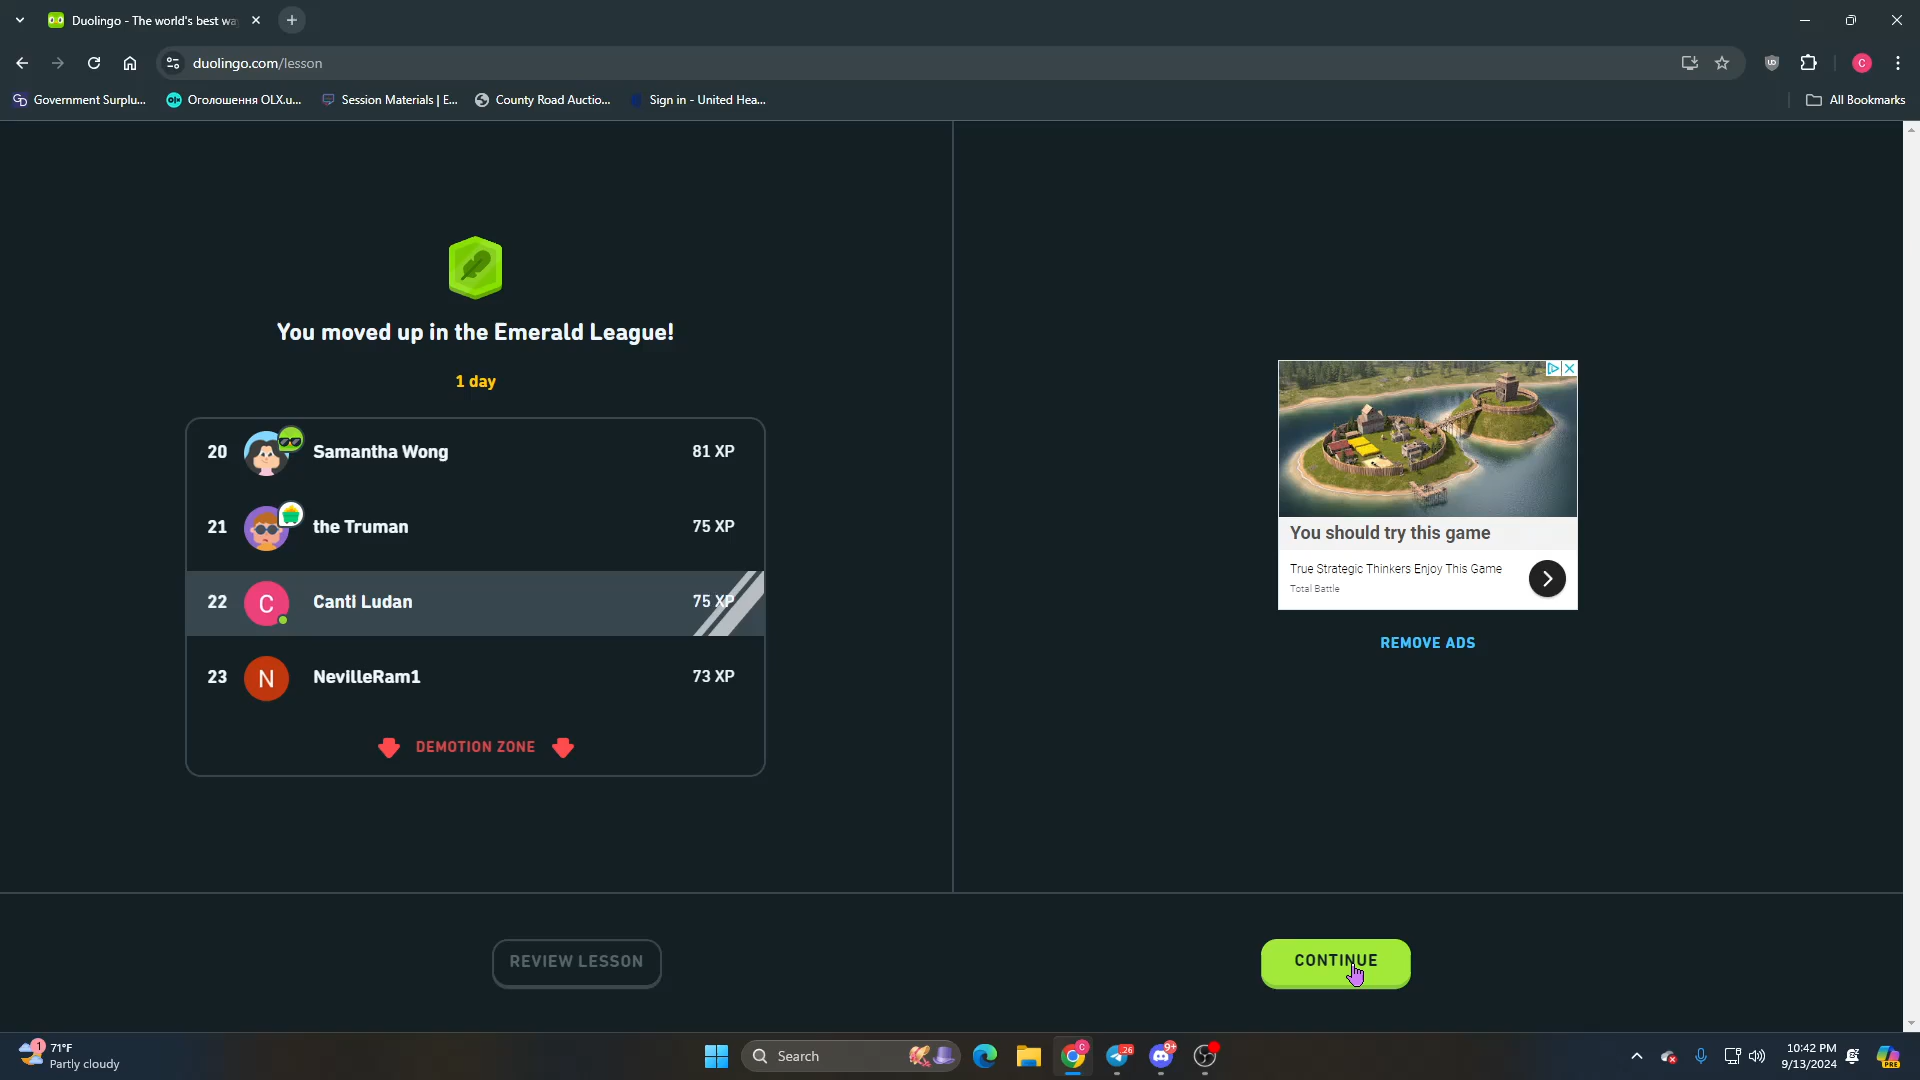 Duolingo - The world's best wa
duolingo.com/lesson
Government Surplu...
Оголошення OLX.u...
Session Materials | E...
County Road Auctio...
Sign in - United Hea...
All Bookmarks
C
You moved up in the Emerald League!
1 day
20 Samantha Wong 81 XP
21 the Truman 75 XP
22 C Canti Ludan 75 XP
23 N NevilleRam1 73 XP
DEMOTION ZONE
You should try this game
True Strategic Thinkers Enjoy This Game
Total Battle
REMOVE ADS
REVIEW LESSON
CONTINUE
1
71°F
Partly cloudy
Search
C
26
9+
10:42 PM
9/13/2024
PRE